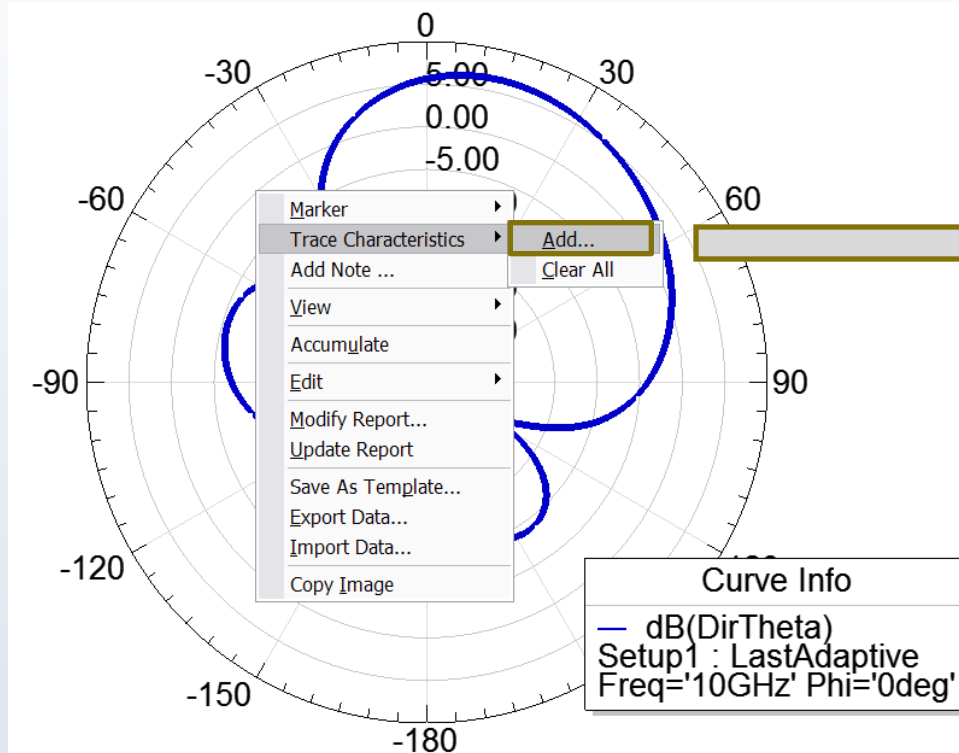 0
-30
30
5.00
0.00
-5.00
-60
60
Marker
Trace Characteristics
Add...
Add Note ...
Clear All
View
Accumulate
-90
Edit
90
Modify Report...
Update Report
Save As Template...
Export Data...
Import Data...
-120
Copy Image
Curve Info
dB(DirTheta)
Setup1 : LastAdaptive
Freq='10GHz' Phi='0deg'
-150
-180